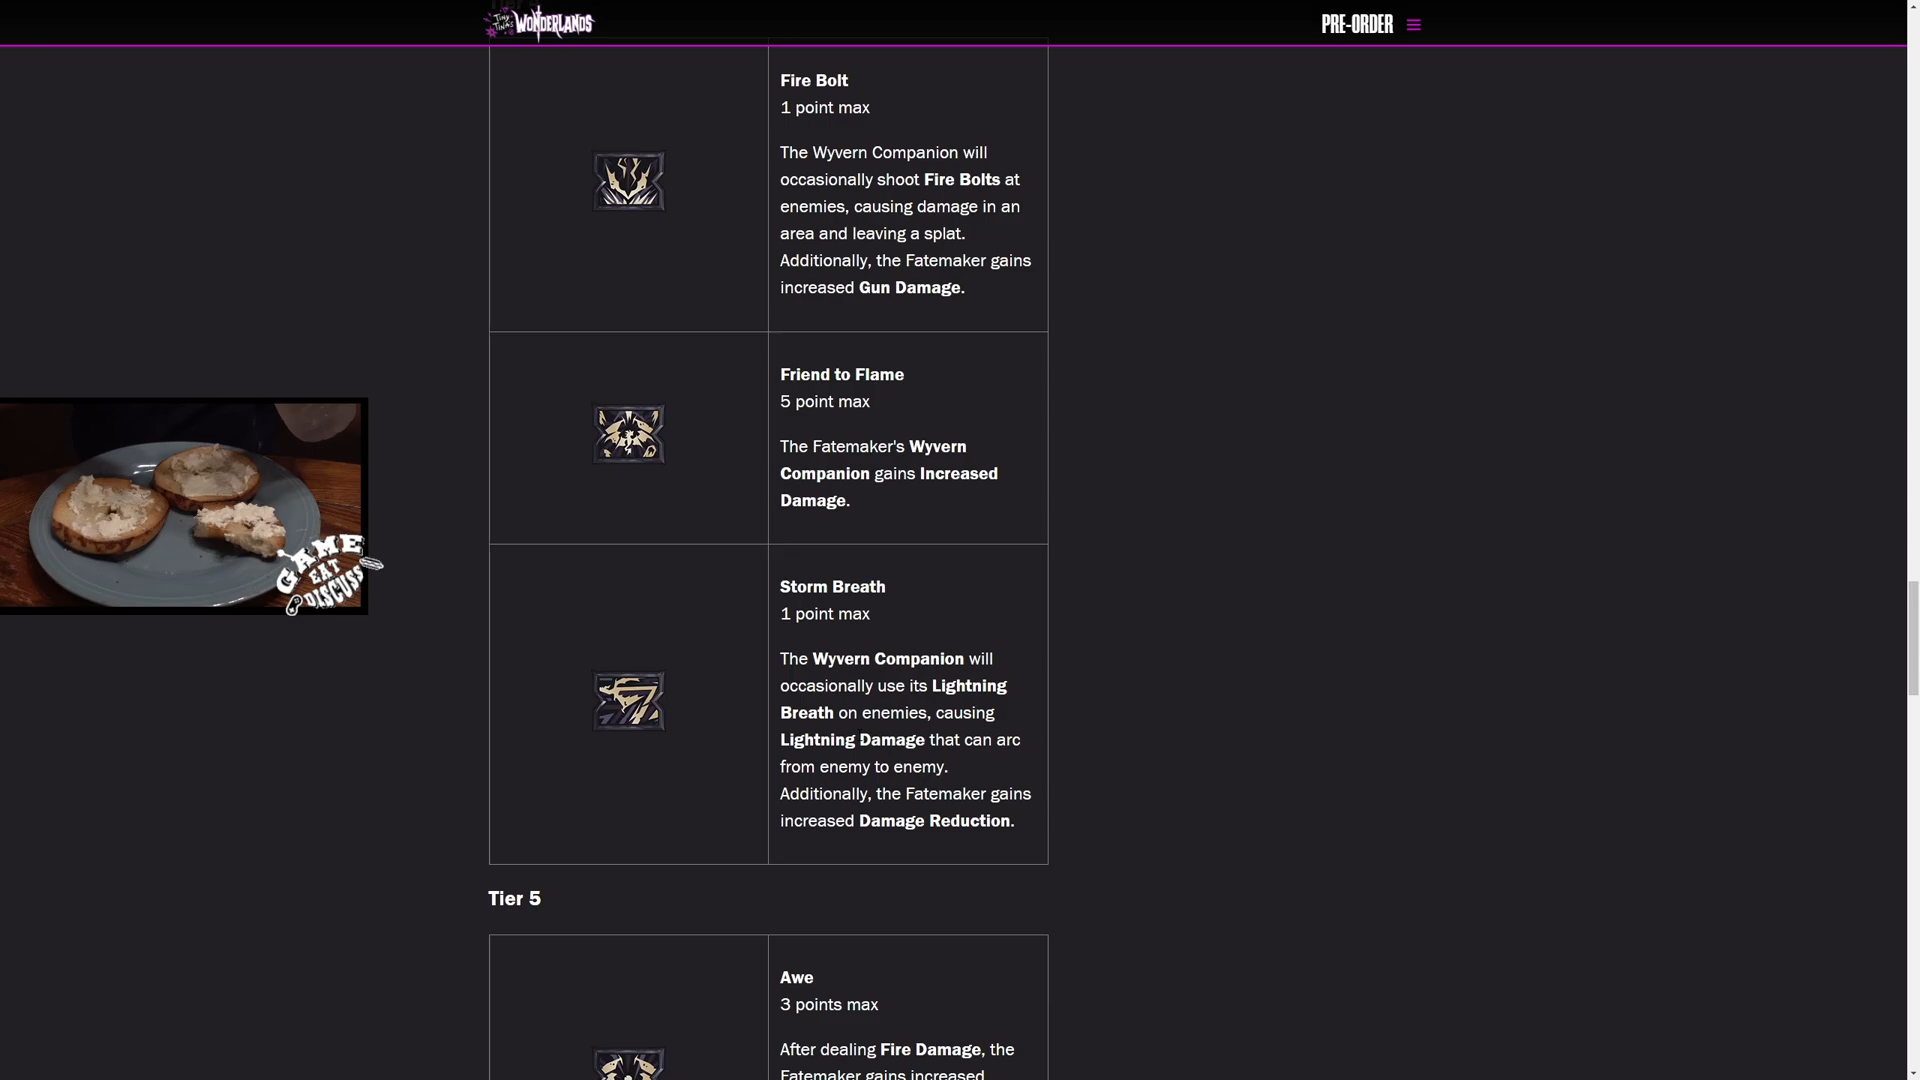 TINY TINA'S WONDERLANDS
PRE-ORDER
Fire Bolt
1 point max
The Wyvern Companion will
occasionally shoot Fire Bolts at
enemies, causing damage in an
area and leaving a splat.
Additionally, the Fatemaker gains
increased Gun Damage.
Friend to Flame
5 point max
The Fatemaker's Wyvern
Companion gains Increased
Damage.
GAME
EAT
DISCUSS
Storm Breath
1 point max
The Wyvern Companion will
occasionally use its Lightning
Breath on enemies, causing
Lightning Damage that can arc
from enemy to enemy.
Additionally, the Fatemaker gains
increased Damage Reduction.
Tier 5
Awe
3 points max
After dealing Fire Damage, the
Fatemaker gains increased